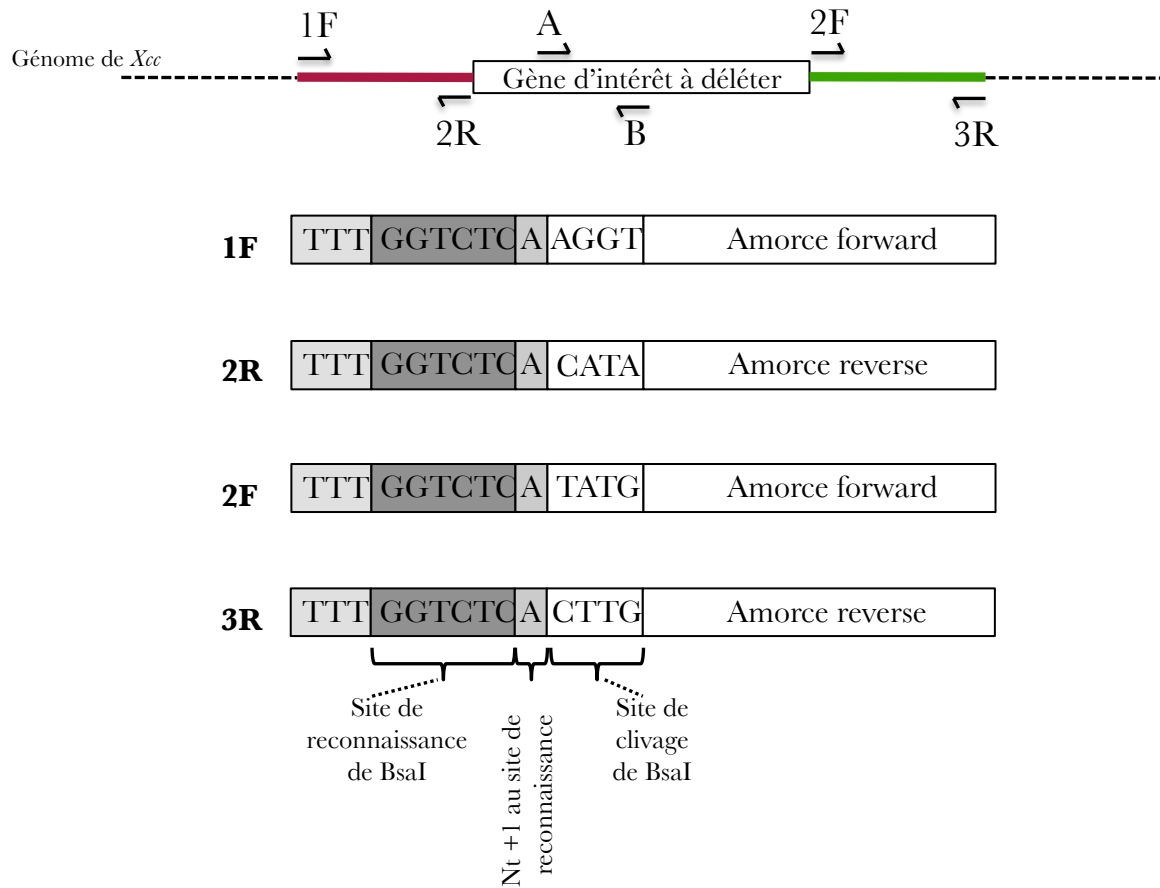 1F
A
2F
Génome de Xcc
Gène d'intérêt à déléter
2R
B
3R
1F TTT GGTCTC A AGGT Amorce forward
2R TTT GGTCTC A CATA Amorce reverse
2F TTT GGTCTC A TATG Amorce forward
3R TTT GGTCTC A CTTG Amorce reverse
Site de
reconnaissance
de BsaI
Nt +1 au site de
reconnaissance
Site de
clivage
de BsaI